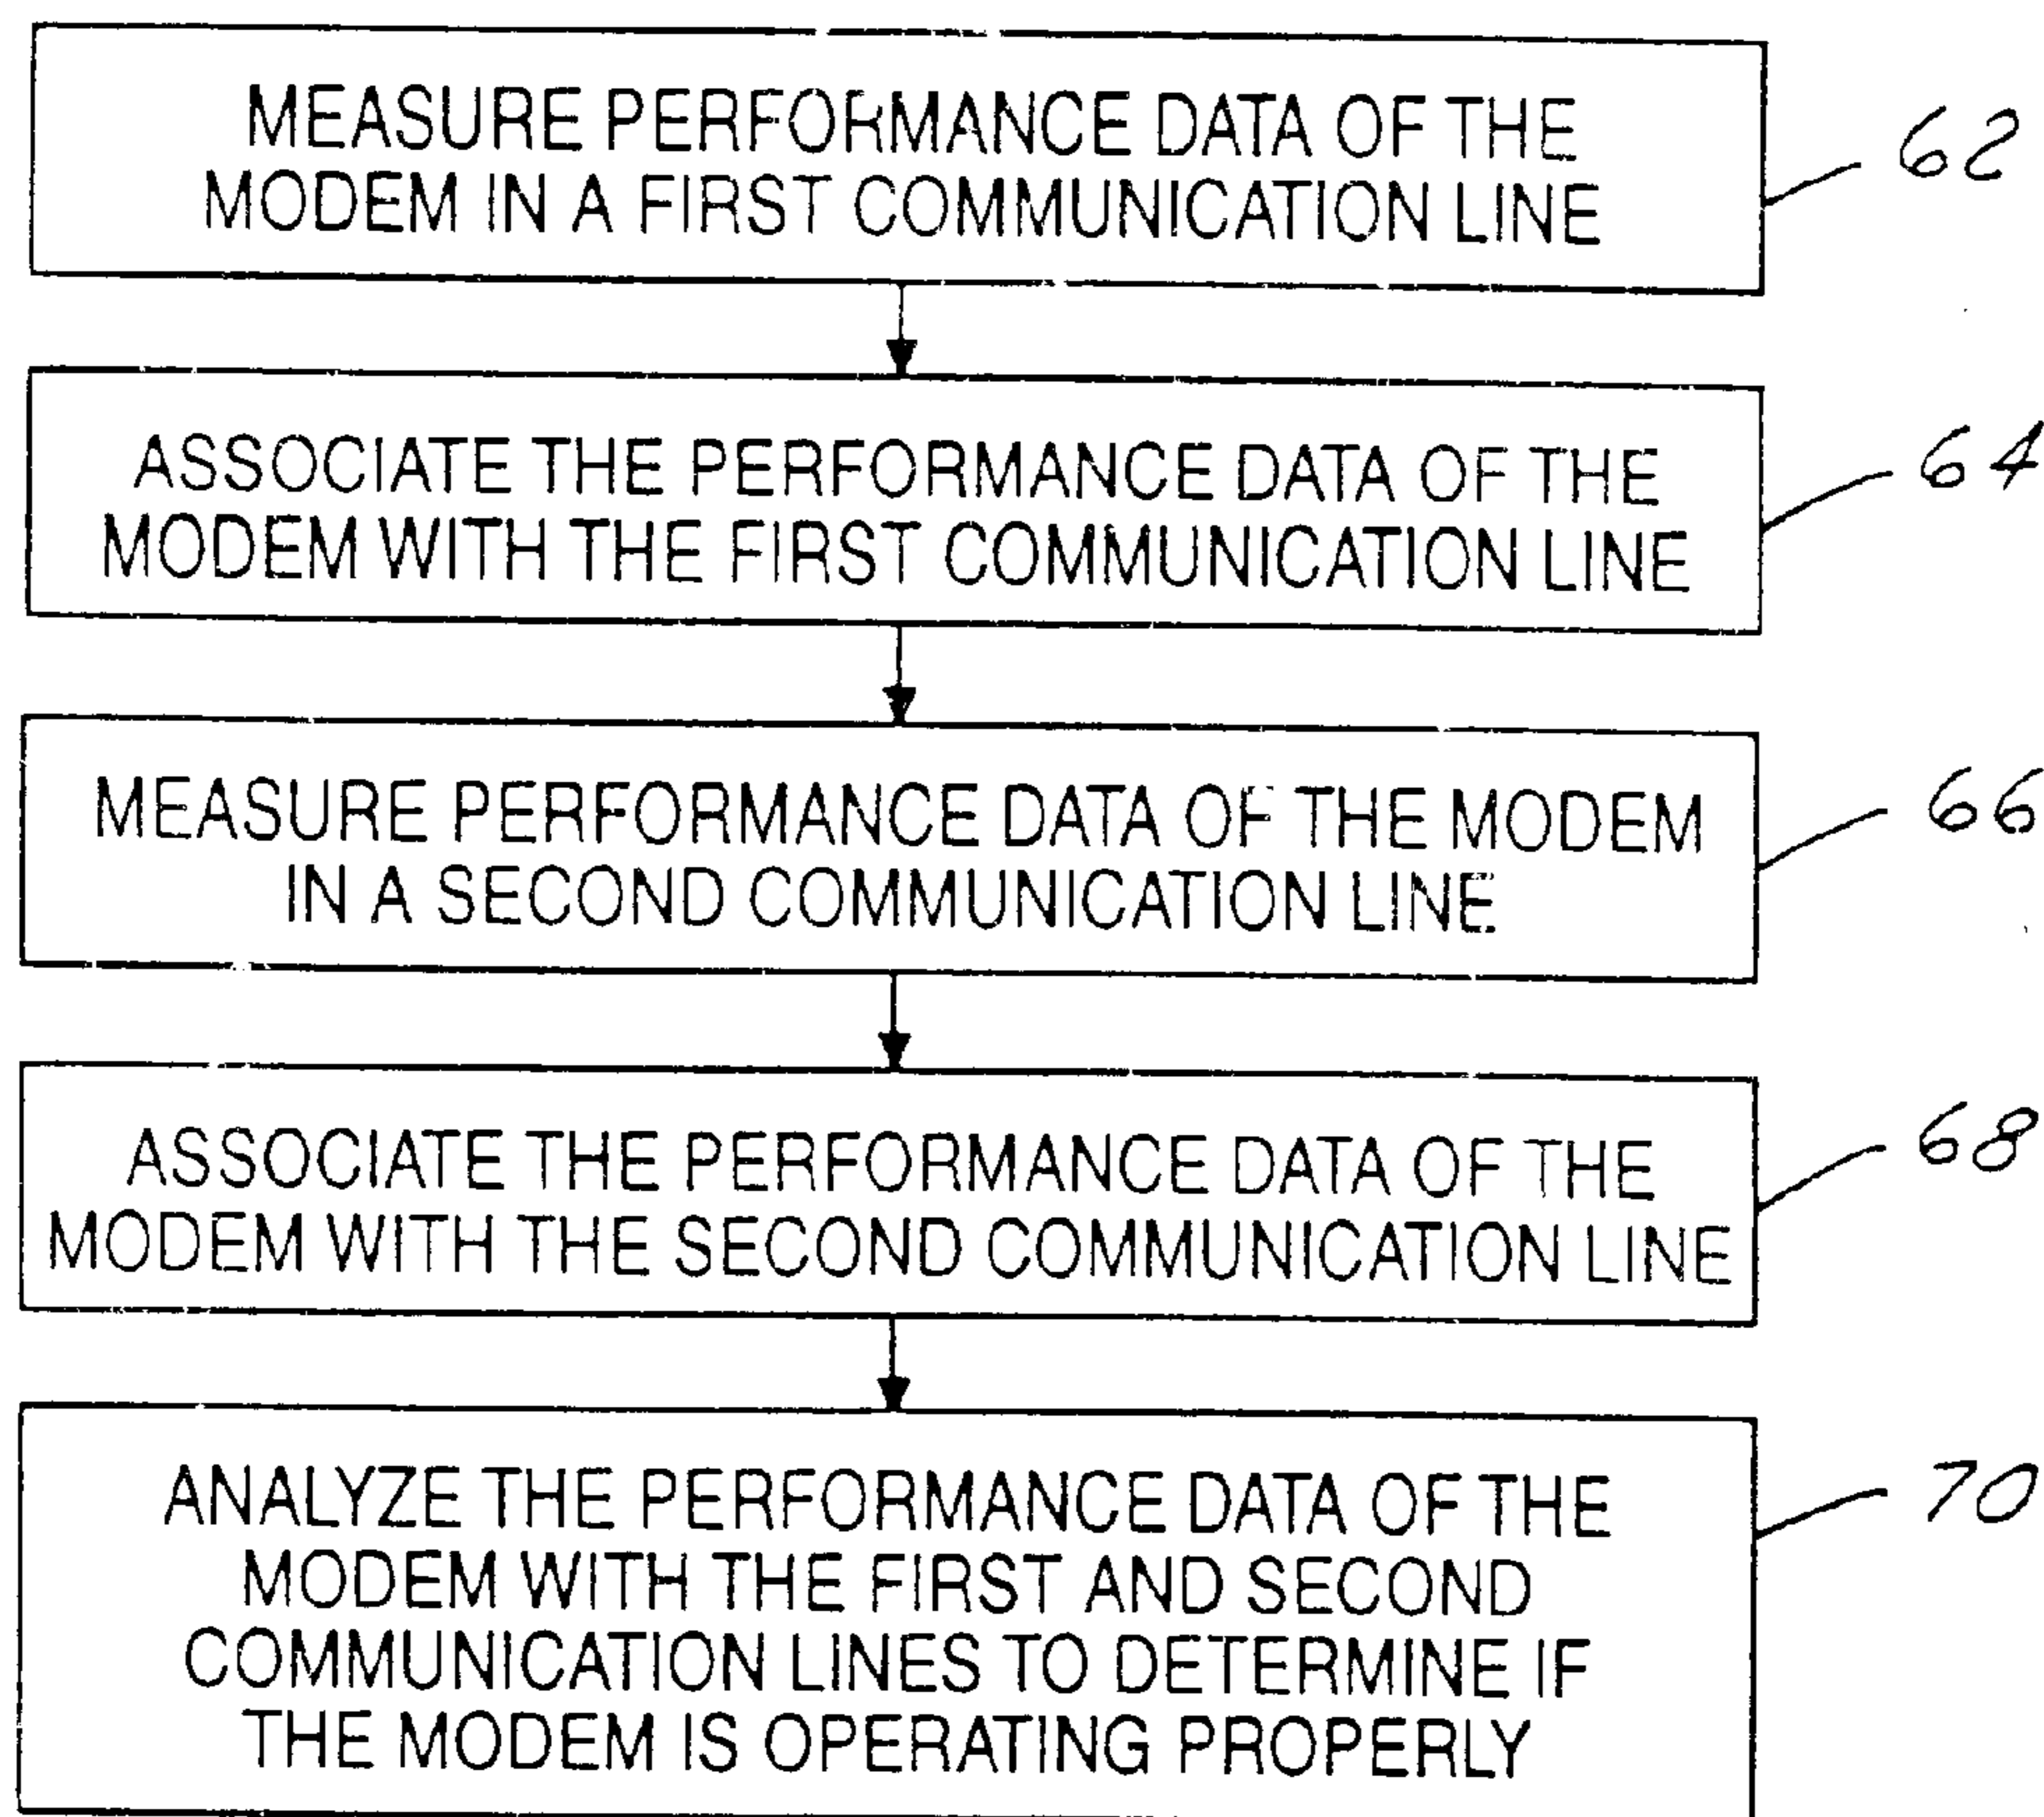 MEASURE PERFORMANCE DATA OF THE
MODEM IN A FIRST COMMUNICATION LINE
62
ASSOCIATE THE PERFORMANCE DATA OF THE
MODEM WITH THE FIRST COMMUNICATION LINE
64
MEASURE PERFORMANCE DATA OF THE MODEM
IN A SECOND COMMUNICATION LINE
66
ASSOCIATE THE PERFORMANCE DATA OF THE
MODEM WITH THE SECOND COMMUNICATION LINE
68
ANALYZE THE PERFORMANCE DATA OF THE
MODEM WITH THE FIRST AND SECOND
COMMUNICATION LINES TO DETERMINE IF
THE MODEM IS OPERATING PROPERLY
70